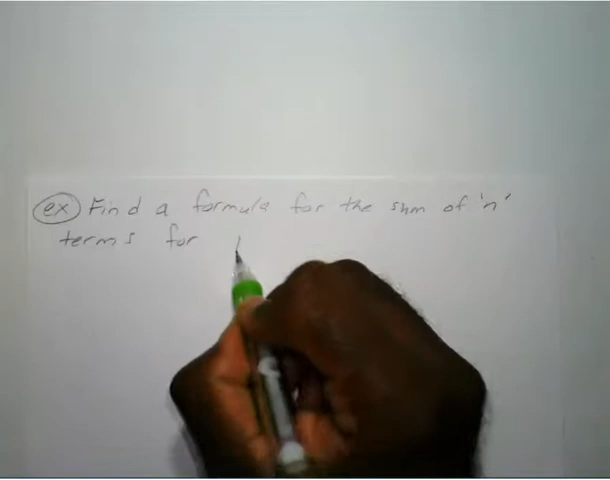 ex Find a formula for the sum of 'n'
terms for